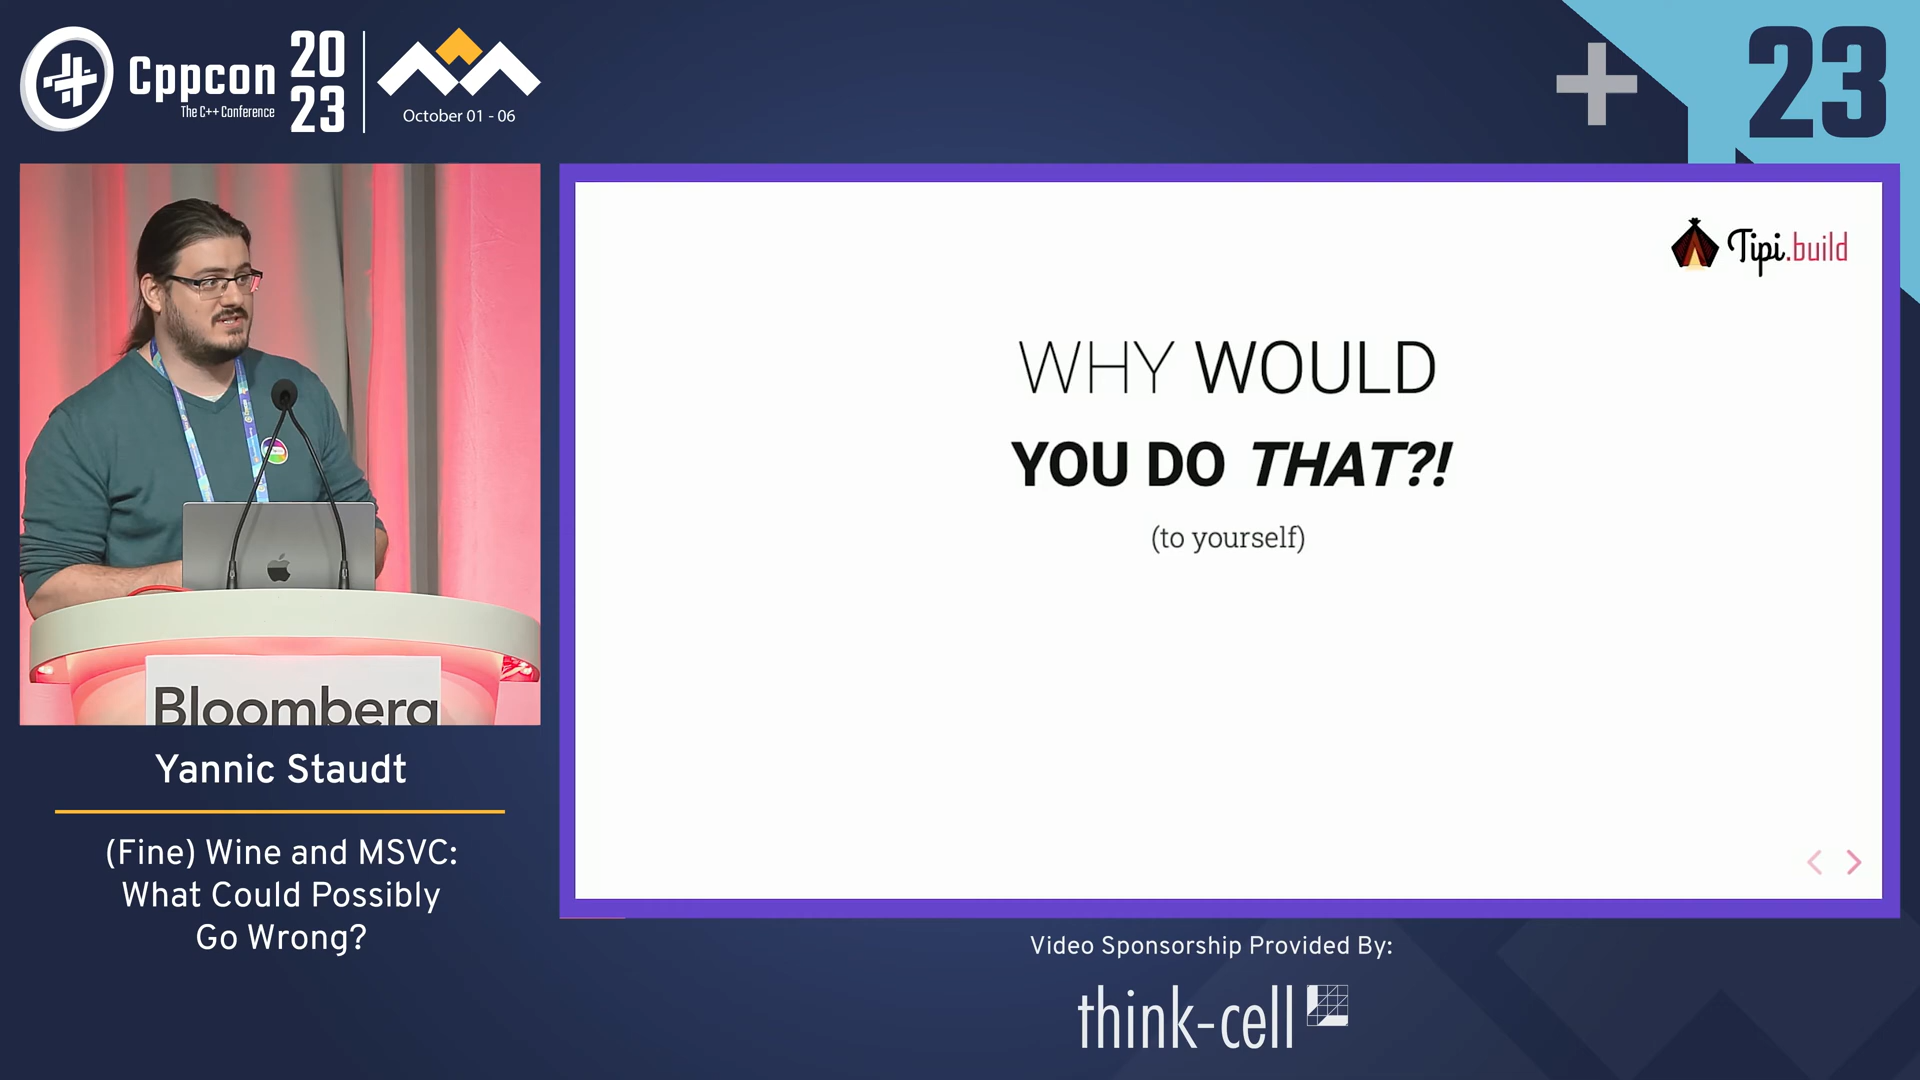 Cppcon
The C++ Conference
20
23
October 01 - 06
+ 23
Tipi.build
WHY WOULD
YOU DO THAT?!
(to yourself)
Bloomberg
Yannic Staudt
(Fine) Wine and MSVC:
What Could Possibly
Go Wrong?
Video Sponsorship Provided By:
think-cell